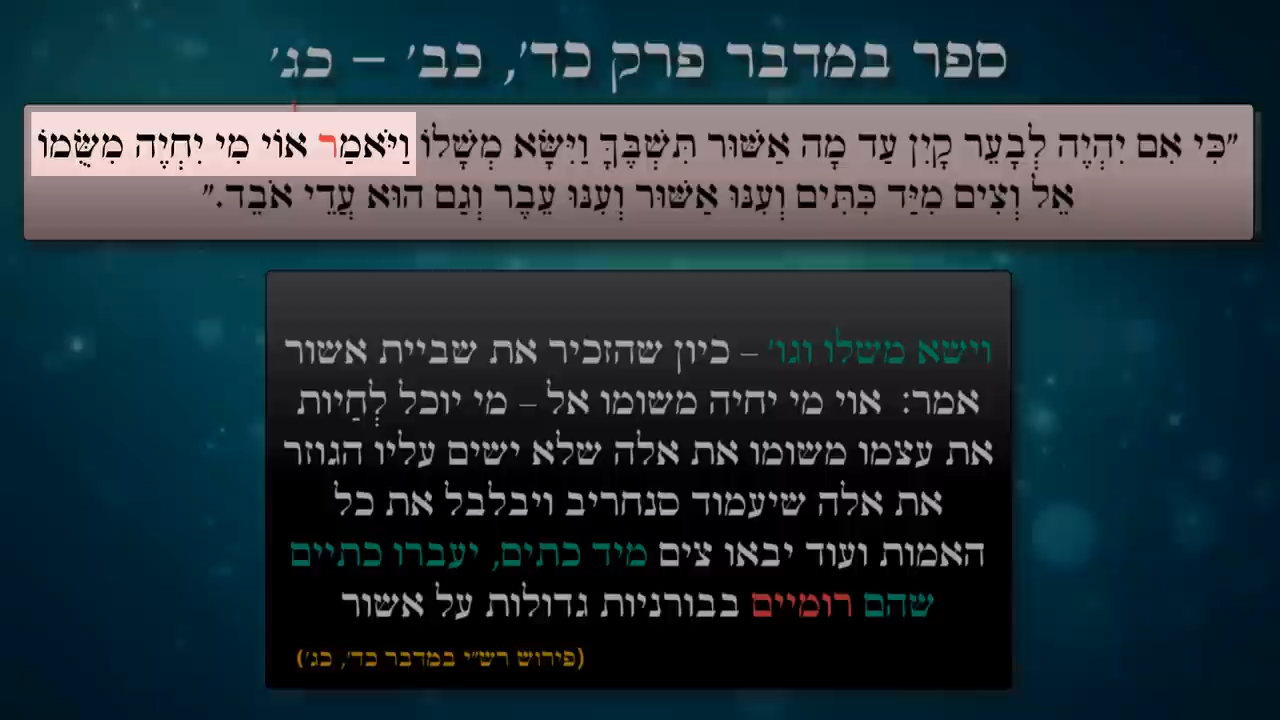 ספר במדבר פרק כד׳, כב׳ – כג׳
״כִּי אִם יִהְיֶה לְבָעֵר קָיִן עַד מָה אַשּׁוּר תִּשְׁבֶּךָּ וַיִּשָּׂא מְשָׁלוֹ וַיֹּאמַר אוֹי מִי יִחְיֶה מִשֻּׂמוֹ
אֵל וְצִים מִיַּד כִּתִּים וְעִנּוּ אַשּׁוּר וְעִנּוּ עֵבֶר וְגַם הוּא עֲדֵי אֹבֵד.״
וישא משלו וגו׳ – כיון שהזכיר את שביית אשור
אמר: אוי מי יחיה משומו אל – מי יוכל לְחַיות
את עצמו משומו את אלה שלא ישים עליו הגוזר
את אלה שיעמוד סנחריב ויבלבל את כל
האמות ועוד יבאו צים מיד כתים, יעברו כתיים
שהם רומיים בבורניות גדולות על אשור
(פירוש רש״י במדבר כד׳, כג׳)